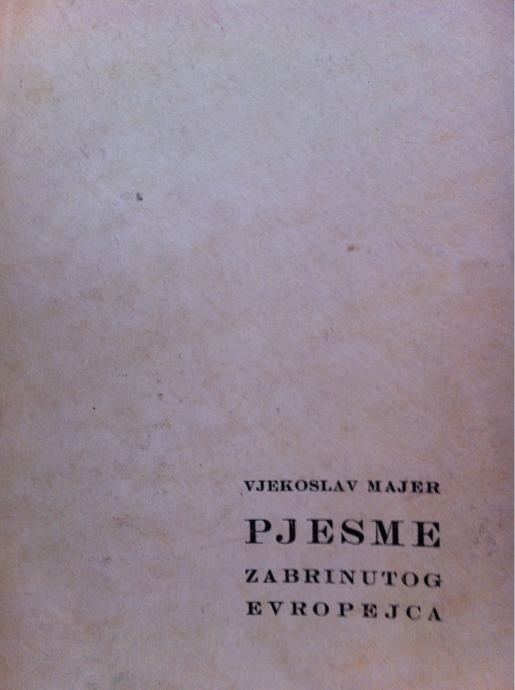 VJEKOSLAV MAJER
PJESME
ZABRINUTOG
EVROPEJCA